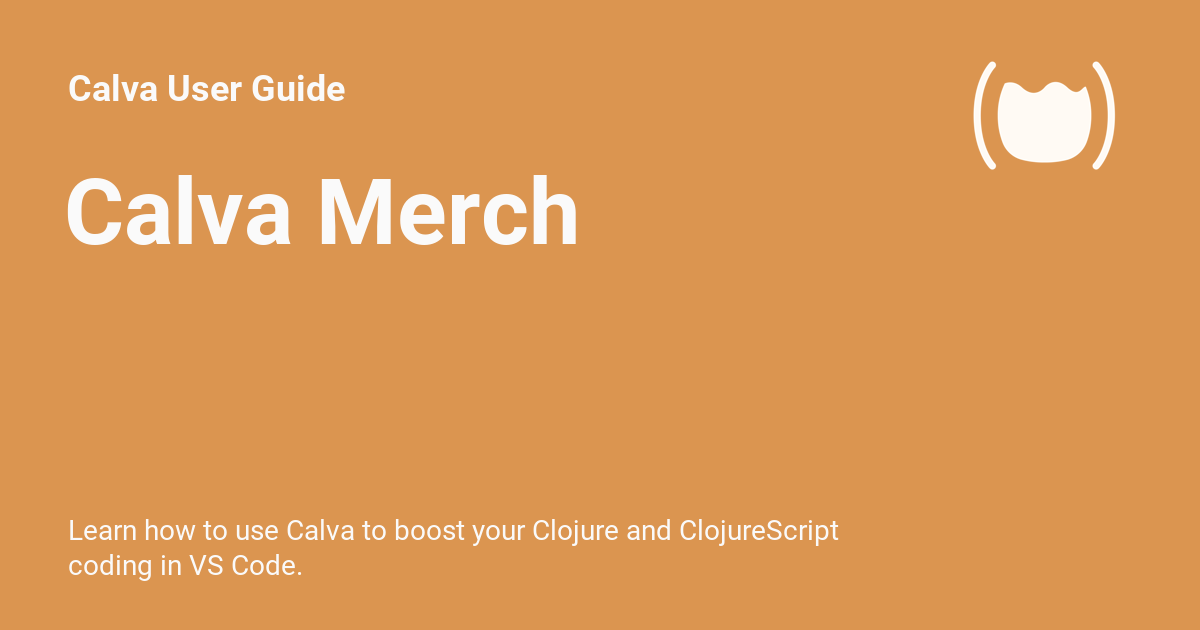 Calva User Guide
Calva Merch
Learn how to use Calva to boost your Clojure and ClojureScript
coding in VS Code.